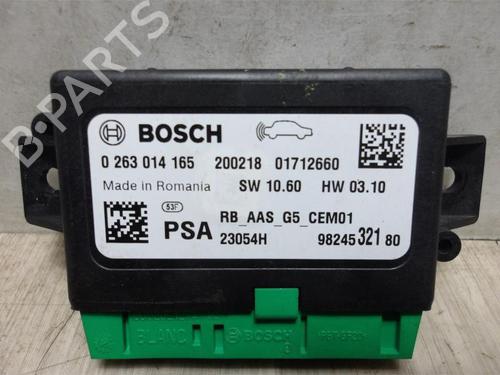 B-PARTS
BOSCH
0 263 014 165 200218 01712660
Made in Romania SW 10.60 HW 03.10
53F
RB_AAS_G5_CEM01
PSA 23054H 98245 321 80
BLANC BOSCH